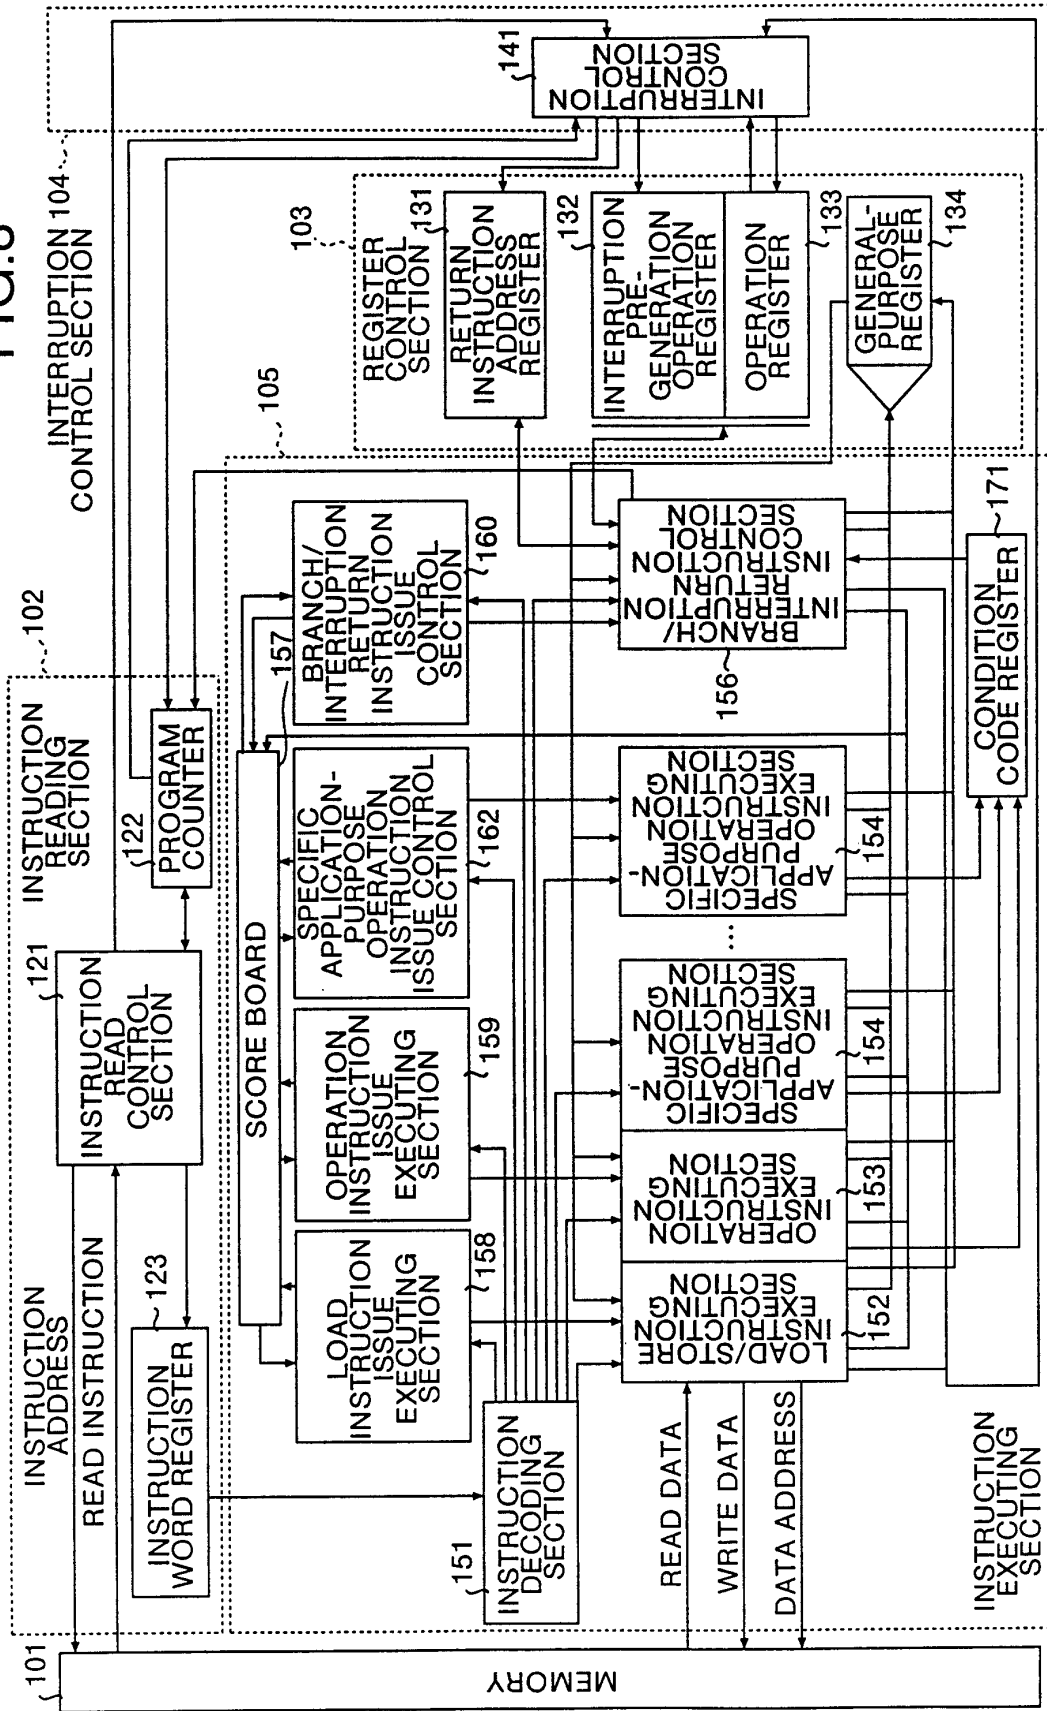 101
MEMORY
INSTRUCTION
ADDRESS
READ INSTRUCTION
INSTRUCTION
READING
SECTION
102
121
INSTRUCTION
READ
CONTROL
SECTION
122
PROGRAM
COUNTER
123
INSTRUCTION
WORD REGISTER
INTERRUPTION
CONTROL SECTION
104
141
INTERRUPTION
CONTROL
SECTION
103
REGISTER
CONTROL
SECTION
131
RETURN
INSTRUCTION
ADDRESS
REGISTER
132
INTERRUPTION
PRE-
GENERATION
OPERATION
REGISTER
OPERATION
REGISTER
133
GENERAL-
PURPOSE
REGISTER
134
105
SCORE BOARD
157
LOAD
INSTRUCTION
ISSUE
EXECUTING
SECTION
158
OPERATION
INSTRUCTION
ISSUE
EXECUTING
SECTION
159
SPECIFIC
APPLICATION-
PURPOSE
OPERATION
INSTRUCTION
ISSUE CONTROL
SECTION
162
BRANCH/
INTERRUPTION
RETURN
INSTRUCTION
ISSUE
CONTROL
SECTION
160
151
INSTRUCTION
DECODING
SECTION
READ DATA
WRITE DATA
DATA ADDRESS
LOAD/STORE
INSTRUCTION
EXECUTING
SECTION
152
OPERATION
INSTRUCTION
EXECUTING
SECTION
153
SPECIFIC
APPLICATION-
PURPOSE
OPERATION
INSTRUCTION
EXECUTING
SECTION
154
...
SPECIFIC
APPLICATION-
PURPOSE
OPERATION
INSTRUCTION
EXECUTING
SECTION
154
BRANCH/
INTERRUPTION
RETURN
INSTRUCTION
CONTROL
SECTION
156
CONDITION
CODE REGISTER
171
INSTRUCTION
EXECUTING
SECTION